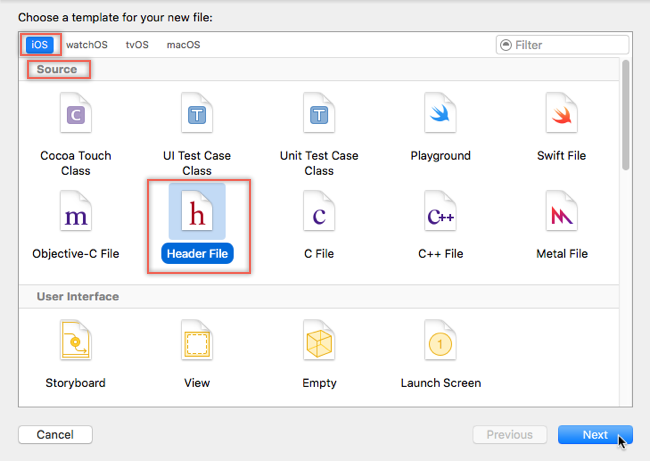 Choose a template for your new file:
iOS watchOS tvOS macOS Filter
Source
C T T
Cocoa Touch Class
UI Test Case Class
Unit Test Case Class
Playground
Swift File
m h c C++
Objective-C File
Header File
C File
C++ File
Metal File
User Interface
1
Storyboard
View
Empty
Launch Screen
Cancel Previous Next